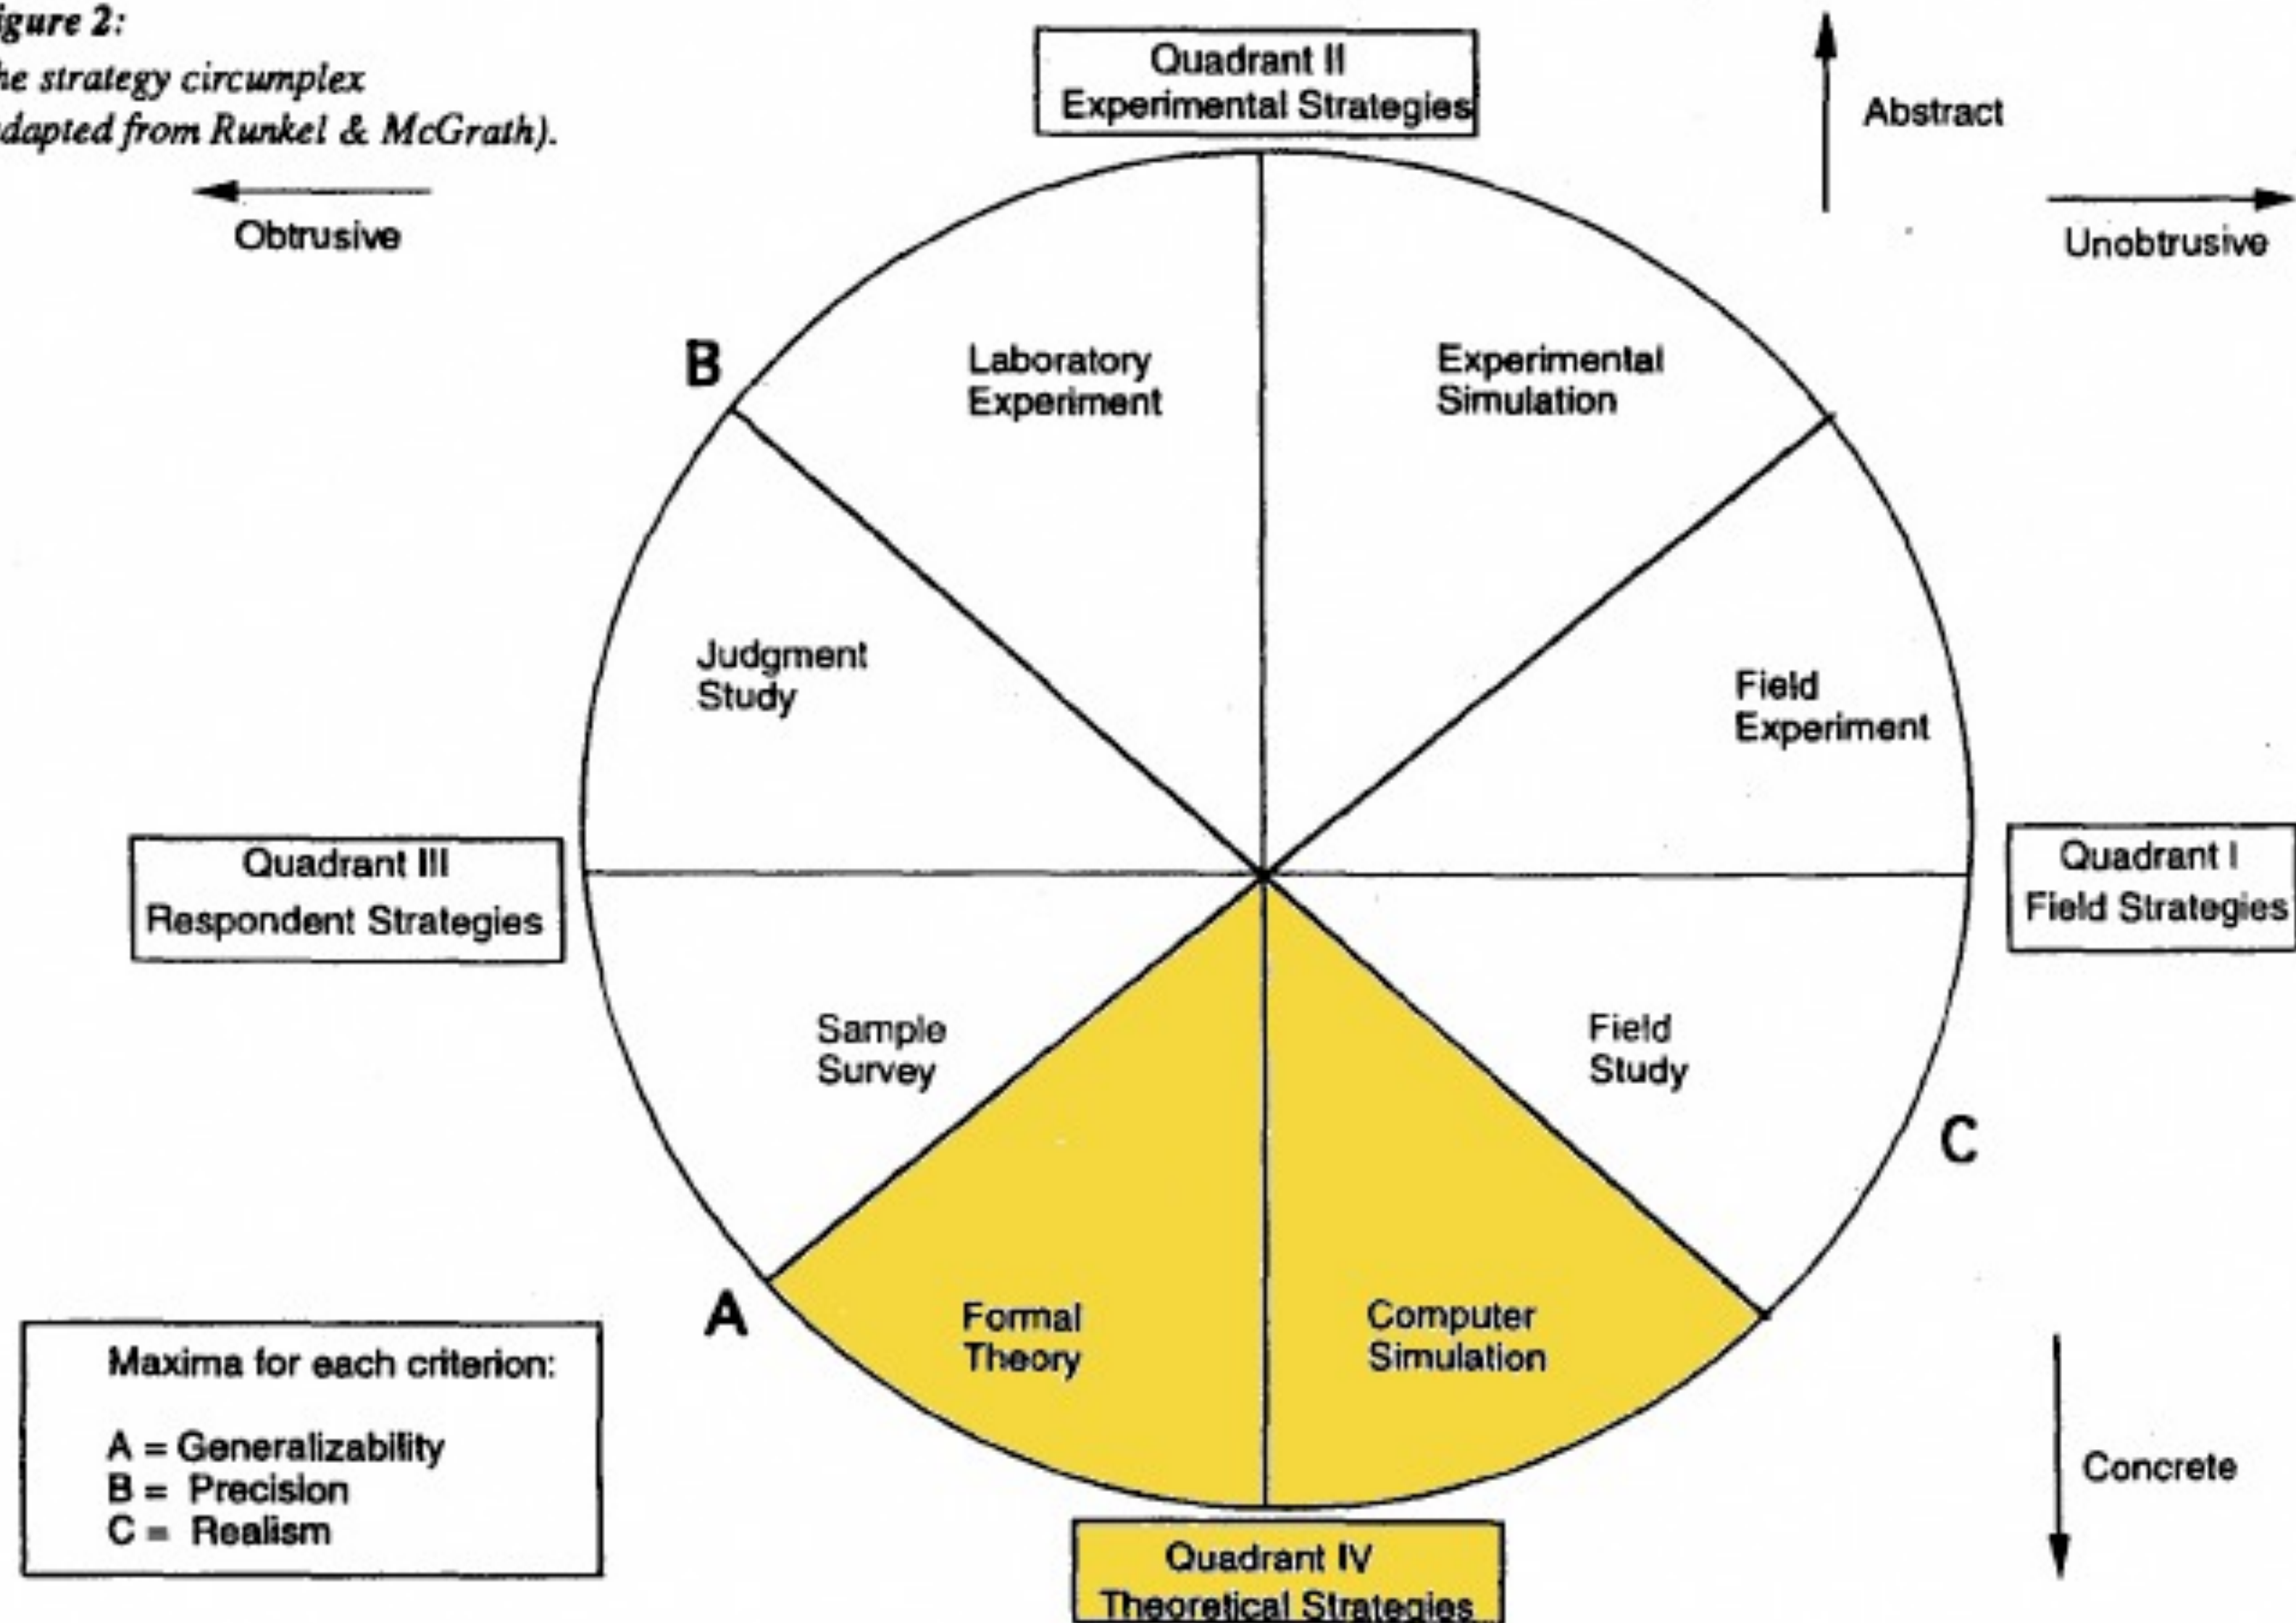 igure 2:
he strategy circumplex
dapted from Runkel & McGrath).
Obtrusive
Quadrant II
Experimental Strategies
Abstract
Unobtrusive
B
Laboratory
Experiment
Experimental
Simulation
Judgment
Study
Field
Experiment
Quadrant III
Respondent Strategies
Quadrant I
Field Strategies
Sample
Survey
Field
Study
C
A
Formal
Theory
Computer
Simulation
Maxima for each criterion:
A = Generalizability
B = Precision
C = Realism
Concrete
Quadrant IV
Theoretical Strategies